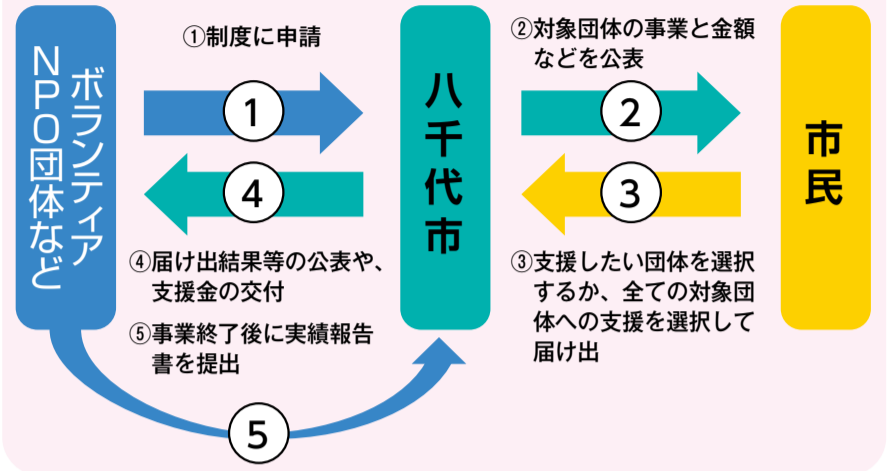 ①制度に申請
②対象団体の事業と金額
などを公表
ボランティア
NPO団体など
八千代市
市民
1
2
4
3
④届け出結果等の公表や、
支援金の交付
③支援したい団体を選択
するか、全ての対象団
体への支援を選択して
届け出
⑤事業終了後に実績報告
書を提出
5